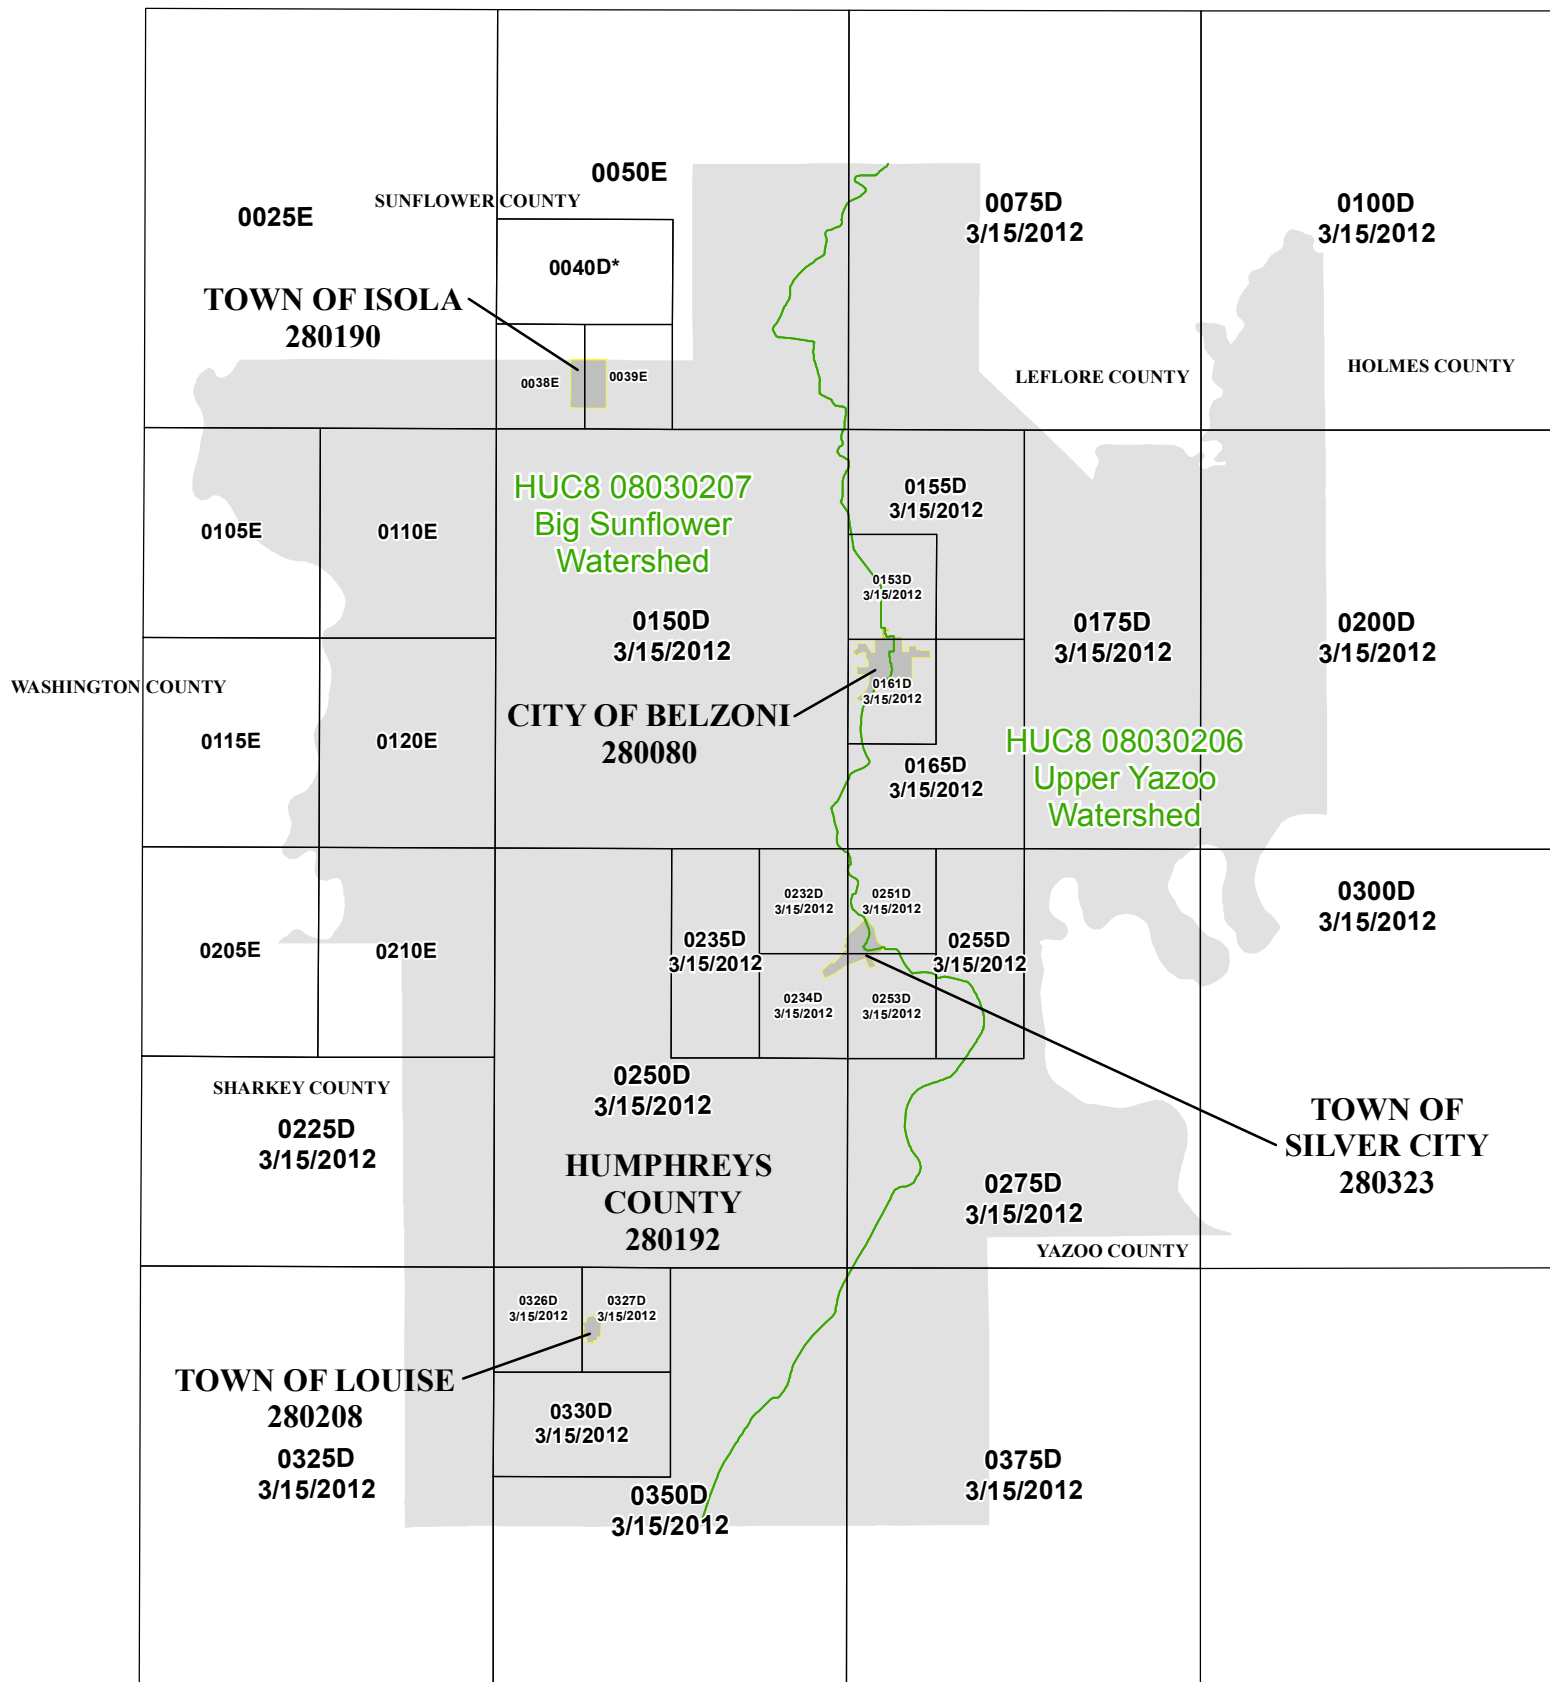 0050E
SUNFLOWER COUNTY
0025E
0075D
3/15/2012
0100D
3/15/2012
0040D*
TOWN OF ISOLA
280190
0038E
0039E
LEFLORE COUNTY
HOLMES COUNTY
HUC8 08030207
Big Sunflower
Watershed
0155D
3/15/2012
0105E
0110E
0153D
3/15/2012
0150D
3/15/2012
0175D
3/15/2012
0200D
3/15/2012
WASHINGTON COUNTY
0161D
3/15/2012
CITY OF BELZONI
280080
0115E
0120E
HUC8 08030206
Upper Yazoo
Watershed
0165D
3/15/2012
0232D
3/15/2012
0251D
3/15/2012
0300D
3/15/2012
0205E
0210E
0235D
3/15/2012
0255D
3/15/2012
0234D
3/15/2012
0253D
3/15/2012
SHARKEY COUNTY
0225D
3/15/2012
0250D
3/15/2012
TOWN OF
SILVER CITY
280323
HUMPHREYS
COUNTY
280192
0275D
3/15/2012
YAZOO COUNTY
0326D
3/15/2012
0327D
3/15/2012
TOWN OF LOUISE
280208
0325D
3/15/2012
0330D
3/15/2012
0350D
3/15/2012
0375D
3/15/2012